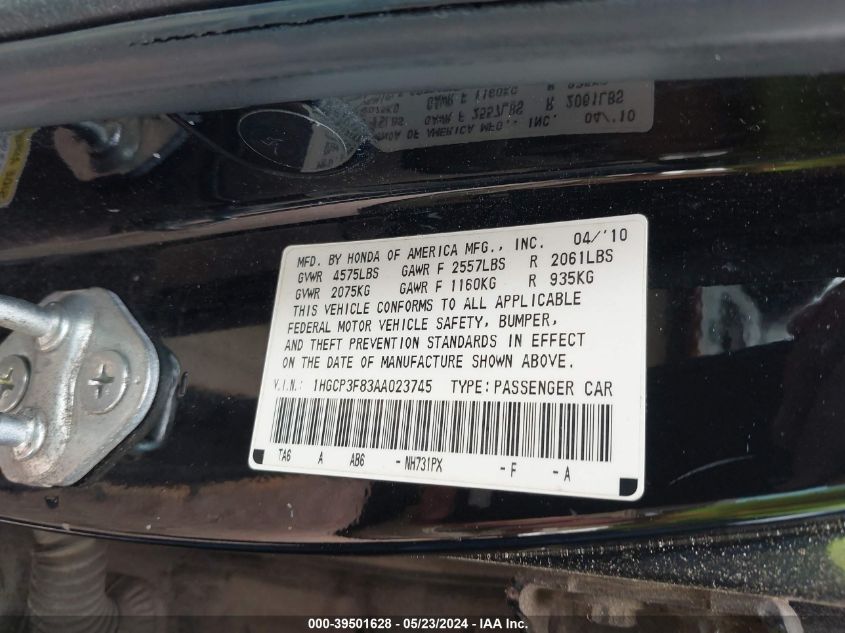 MFD. BY HONDA OF AMERICA MFG., INC. 04/'10
GVWR 4575LBS GAWR F 2557LBS R 2061LBS
GVWR 2075KG GAWR F 1160KG R 935KG
THIS VEHICLE CONFORMS TO ALL APPLICABLE
FEDERAL MOTOR VEHICLE SAFETY, BUMPER,
AND THEFT PREVENTION STANDARDS IN EFFECT
ON THE DATE OF MANUFACTURE SHOWN ABOVE.
V.I.N.: 1HGCP3F83AA023745 TYPE: PASSENGER CAR
TA6 A AB6 -NH731PX -F -A
000-39501628 - 05/23/2024 - IAA Inc.